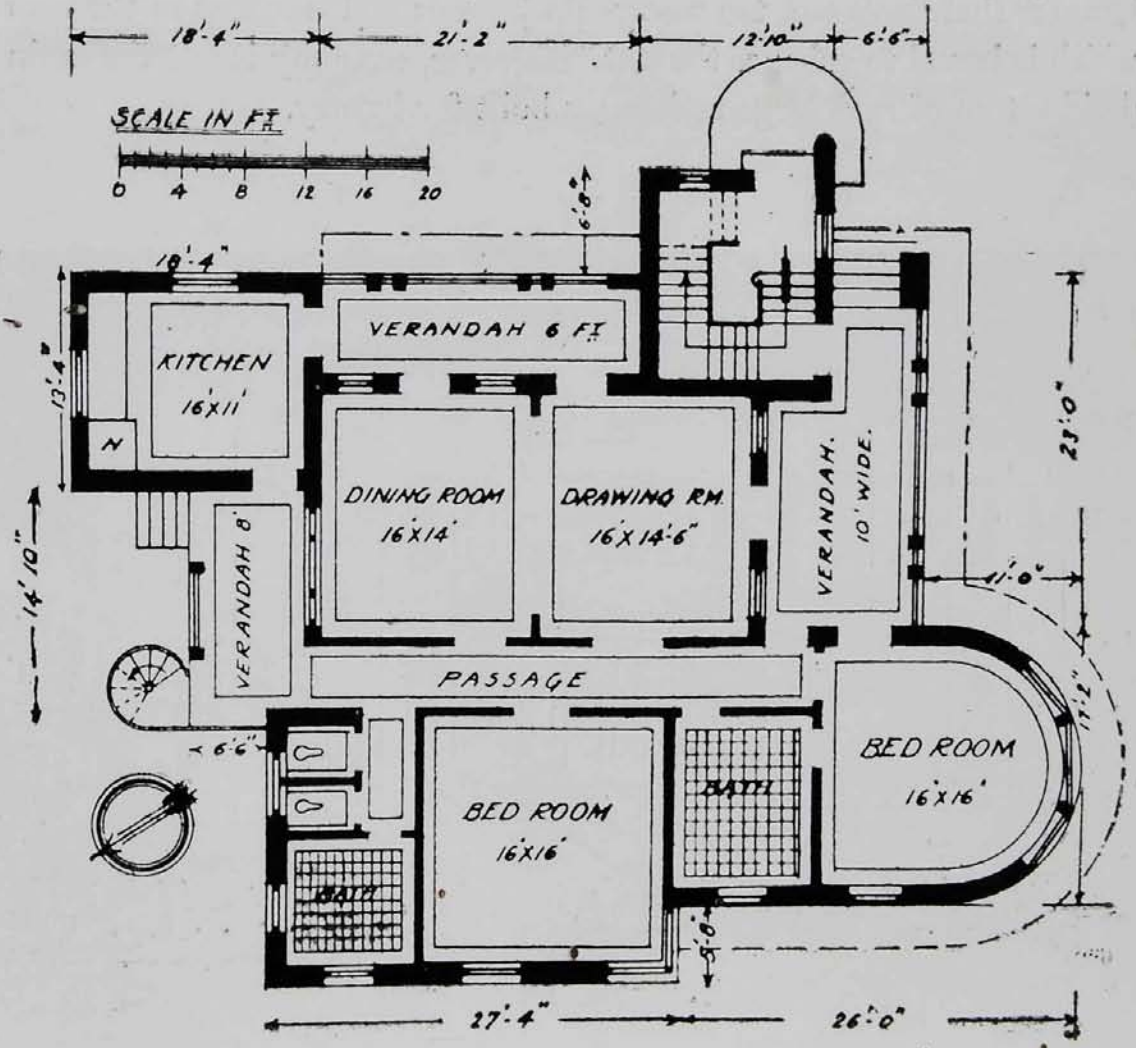 18'-4" 21'-2" 12'10" 6'-6"
SCALE IN FT
0 4 8 12 16 20
6'-8"
18'-4"
VERANDAH 6 FT
KITCHEN
16'X11'
13'-4"
N
DINING ROOM
16'X14'
DRAWING RM.
16'X14'-6"
VERANDAH.
10' WIDE.
23'-0"
14'10"
VERANDAH 8'
11'-0"
PASSAGE
17'-2"
6'-6"
BED ROOM
16'X16'
BATH
BED ROOM
16'X16'
BATH
5'-8"
27'-4" 26'-0"